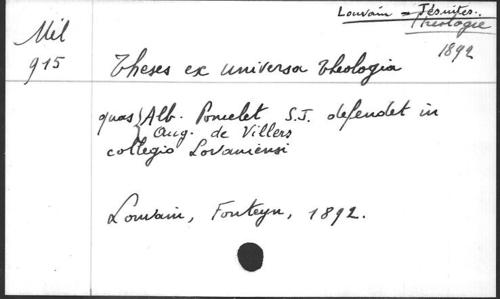 Louvain = Jésuites.
Théologie
1892
Mil
915
Theses ex universa theologia
quas { Alb. Poncelet S.J. defendet in
Aug. de Villers
collegio Lovaniensi
Louvain, Fonteyn, 1892.